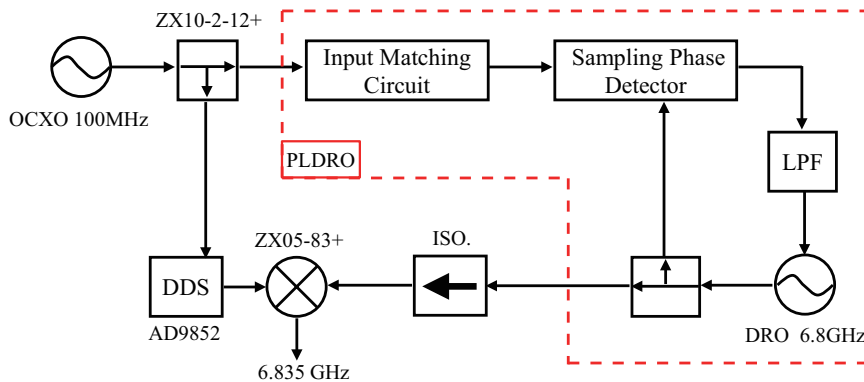 ZX10-2-12+
Input Matching
Circuit
Sampling Phase
Detector
OCXO 100MHz
PLDRO
LPF
ZX05-83+
ISO.
DDS
AD9852
DRO 6.8GHz
6.835 GHz